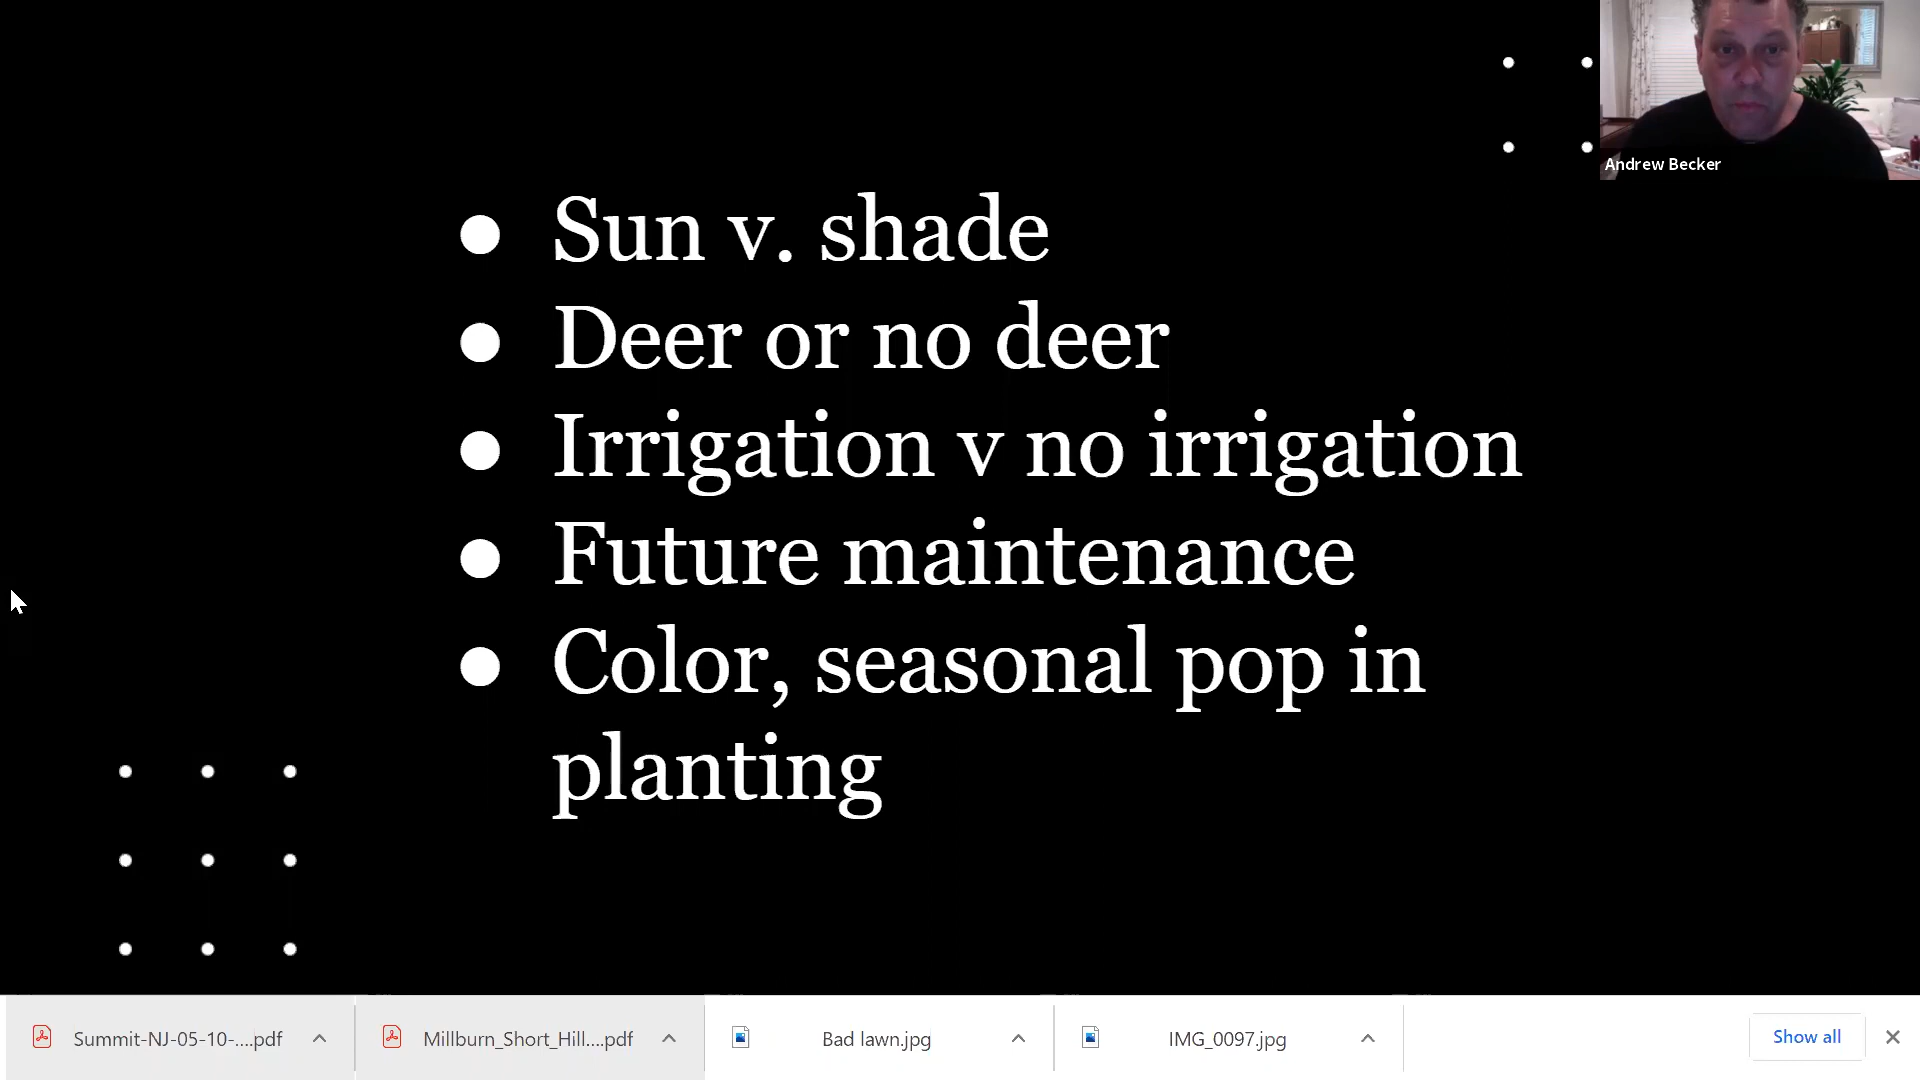 Andrew Becker
● Sun v. shade
● Deer or no deer
● Irrigation v no irrigation
● Future maintenance
● Color, seasonal pop in
planting
Summit-NJ-05-10-....pdf
Millburn_Short_Hill....pdf
Bad lawn.jpg
IMG_0097.jpg
Show all